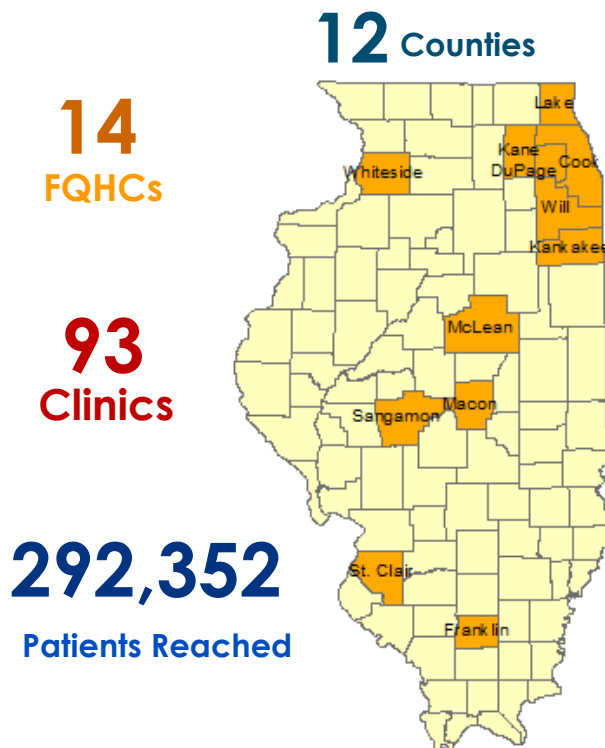 12 Counties
14
FQHCs
93
Clinics
292,352
Patients Reached
Lake
Kane
Cook
DuPage
Whiteside
Will
Kankakee
McLean
Macon
Sangamon
St. Clair
Franklin